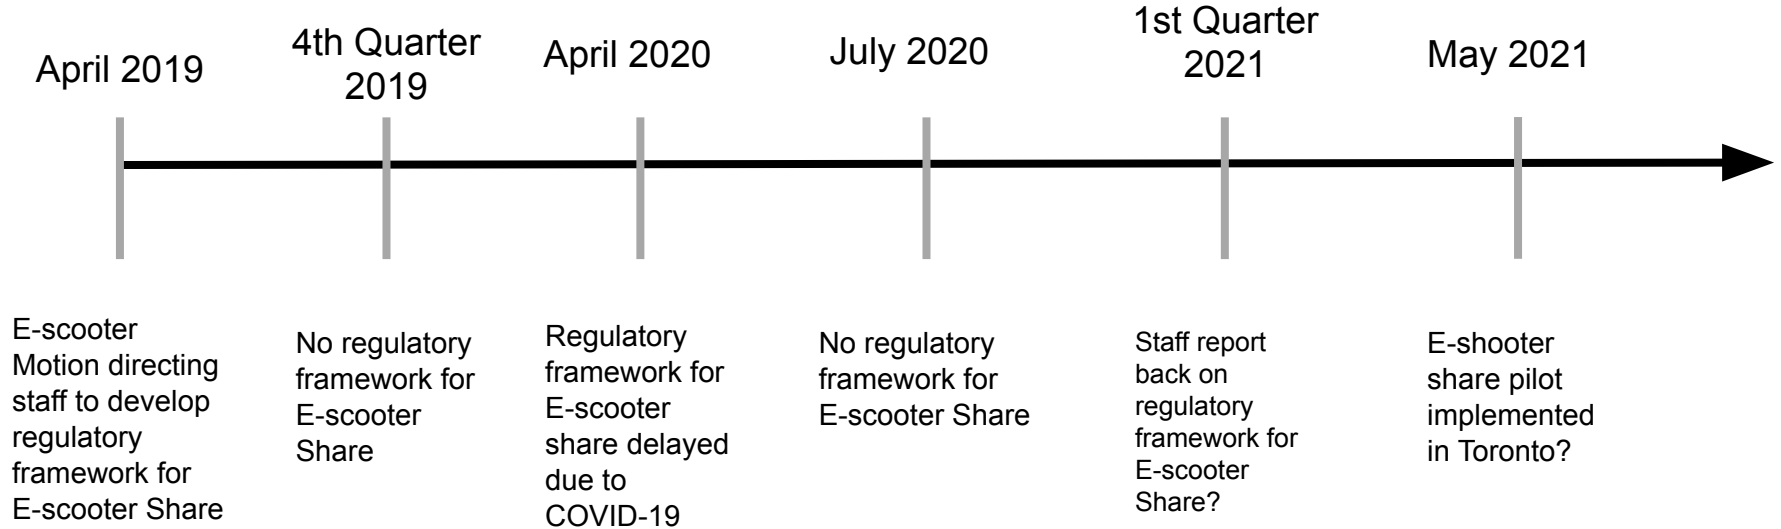 April 2019
4th Quarter
2019
April 2020
July 2020
1st Quarter
2021
May 2021
E-scooter
Motion directing
staff to develop
regulatory
framework for
E-scooter Share
No regulatory
framework for
E-scooter
Share
Regulatory
framework for
E-scooter
share delayed
due to
COVID-19
No regulatory
framework for
E-scooter Share
Staff report
back on
regulatory
framework for
E-scooter
Share?
E-shooter
share pilot
implemented
in Toronto?